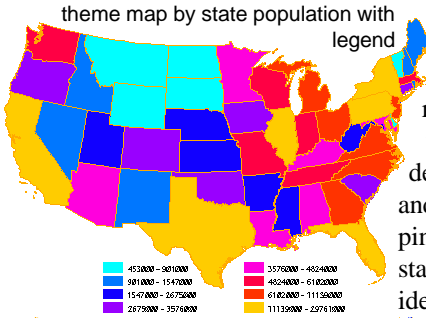 theme map by state population with
legend
de
and
pin
sta
ide
453000 - 901000
901000 - 1547000
1547000 - 2675000
2675000 - 3576000
3576000 - 4824000
4824000 - 6102000
6102000 - 11139000
11139000 - 29761000